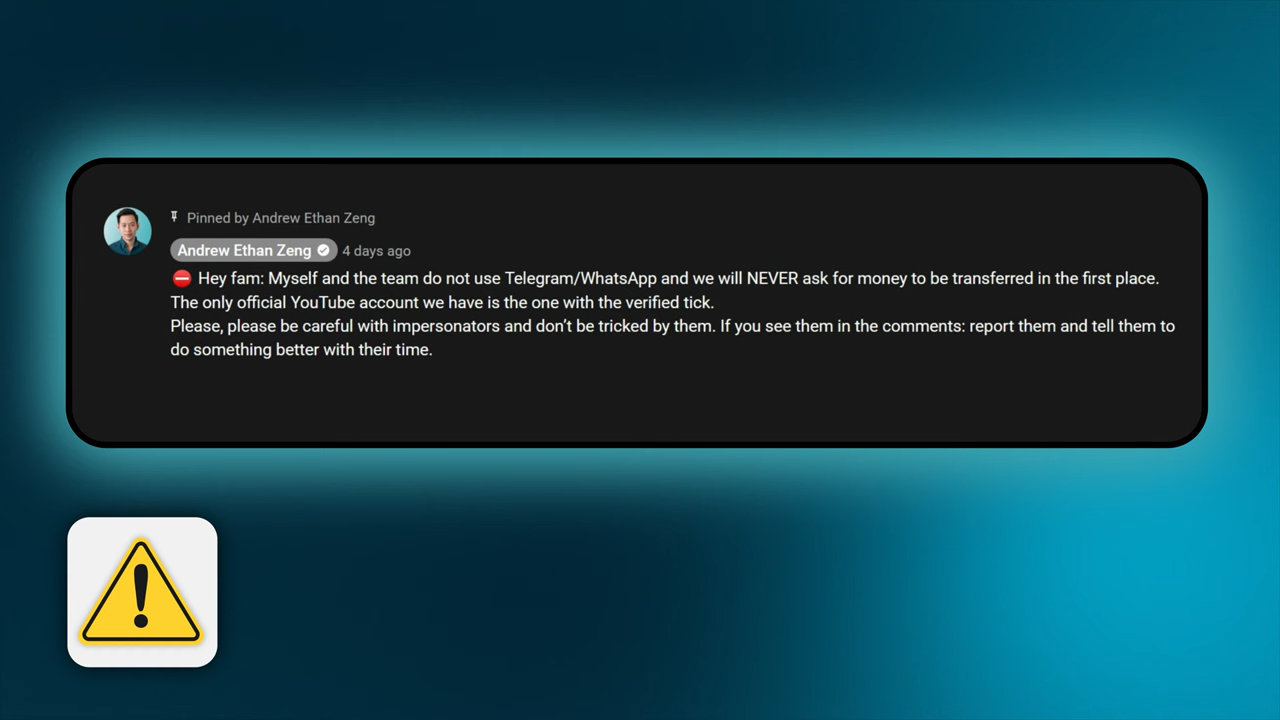 Pinned by Andrew Ethan Zeng
Andrew Ethan Zeng 4 days ago
⛔ Hey fam: Myself and the team do not use Telegram/WhatsApp and we will NEVER ask for money to be transferred in the first place.
The only official YouTube account we have is the one with the verified tick.
Please, please be careful with impersonators and don’t be tricked by them. If you see them in the comments: report them and tell them to
do something better with their time.